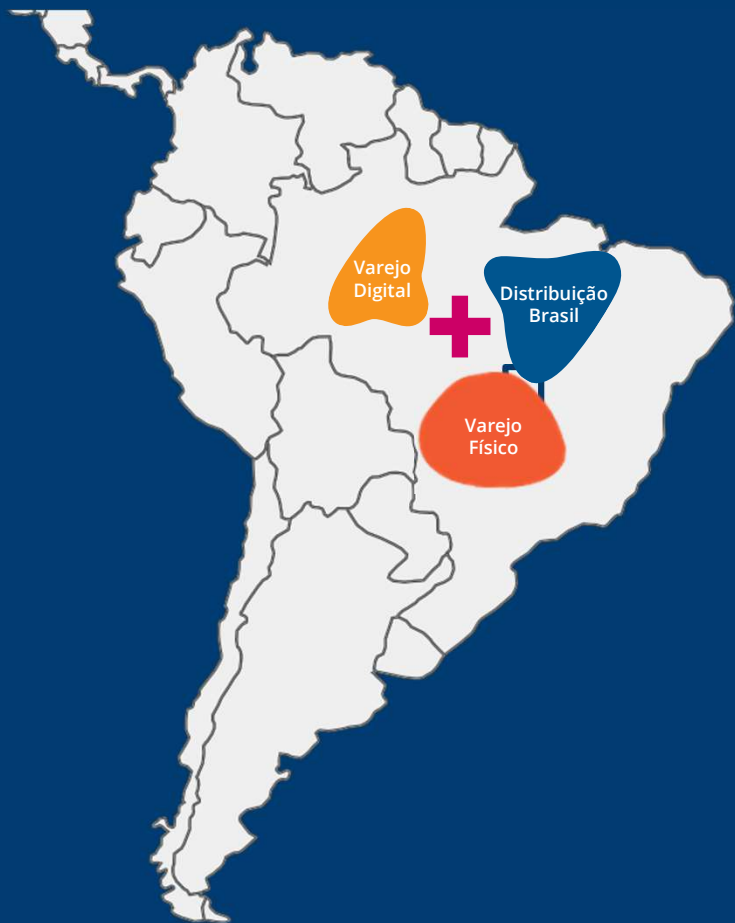 Varejo
Digital
Distribuição
Brasil
Varejo
Físico